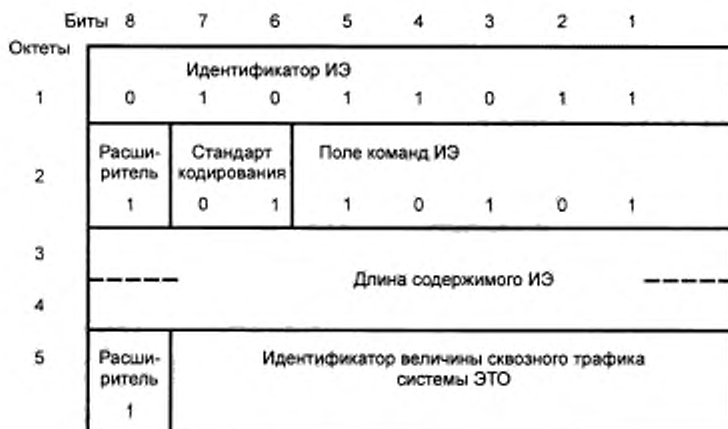 Биты 8 7 6 5 4 3 2 1
Октеты
Идентификатор ИЭ
1 0 1 0 1 1 0 1 1
Расши- Стандарт Поле команд ИЭ
ритель кодирования
2
1 0 1 1 0 1 0 1
3
Длина содержимого ИЭ
4
5 Расши- Идентификатор величины сквозного трафика
ритель системы ЭТО
1